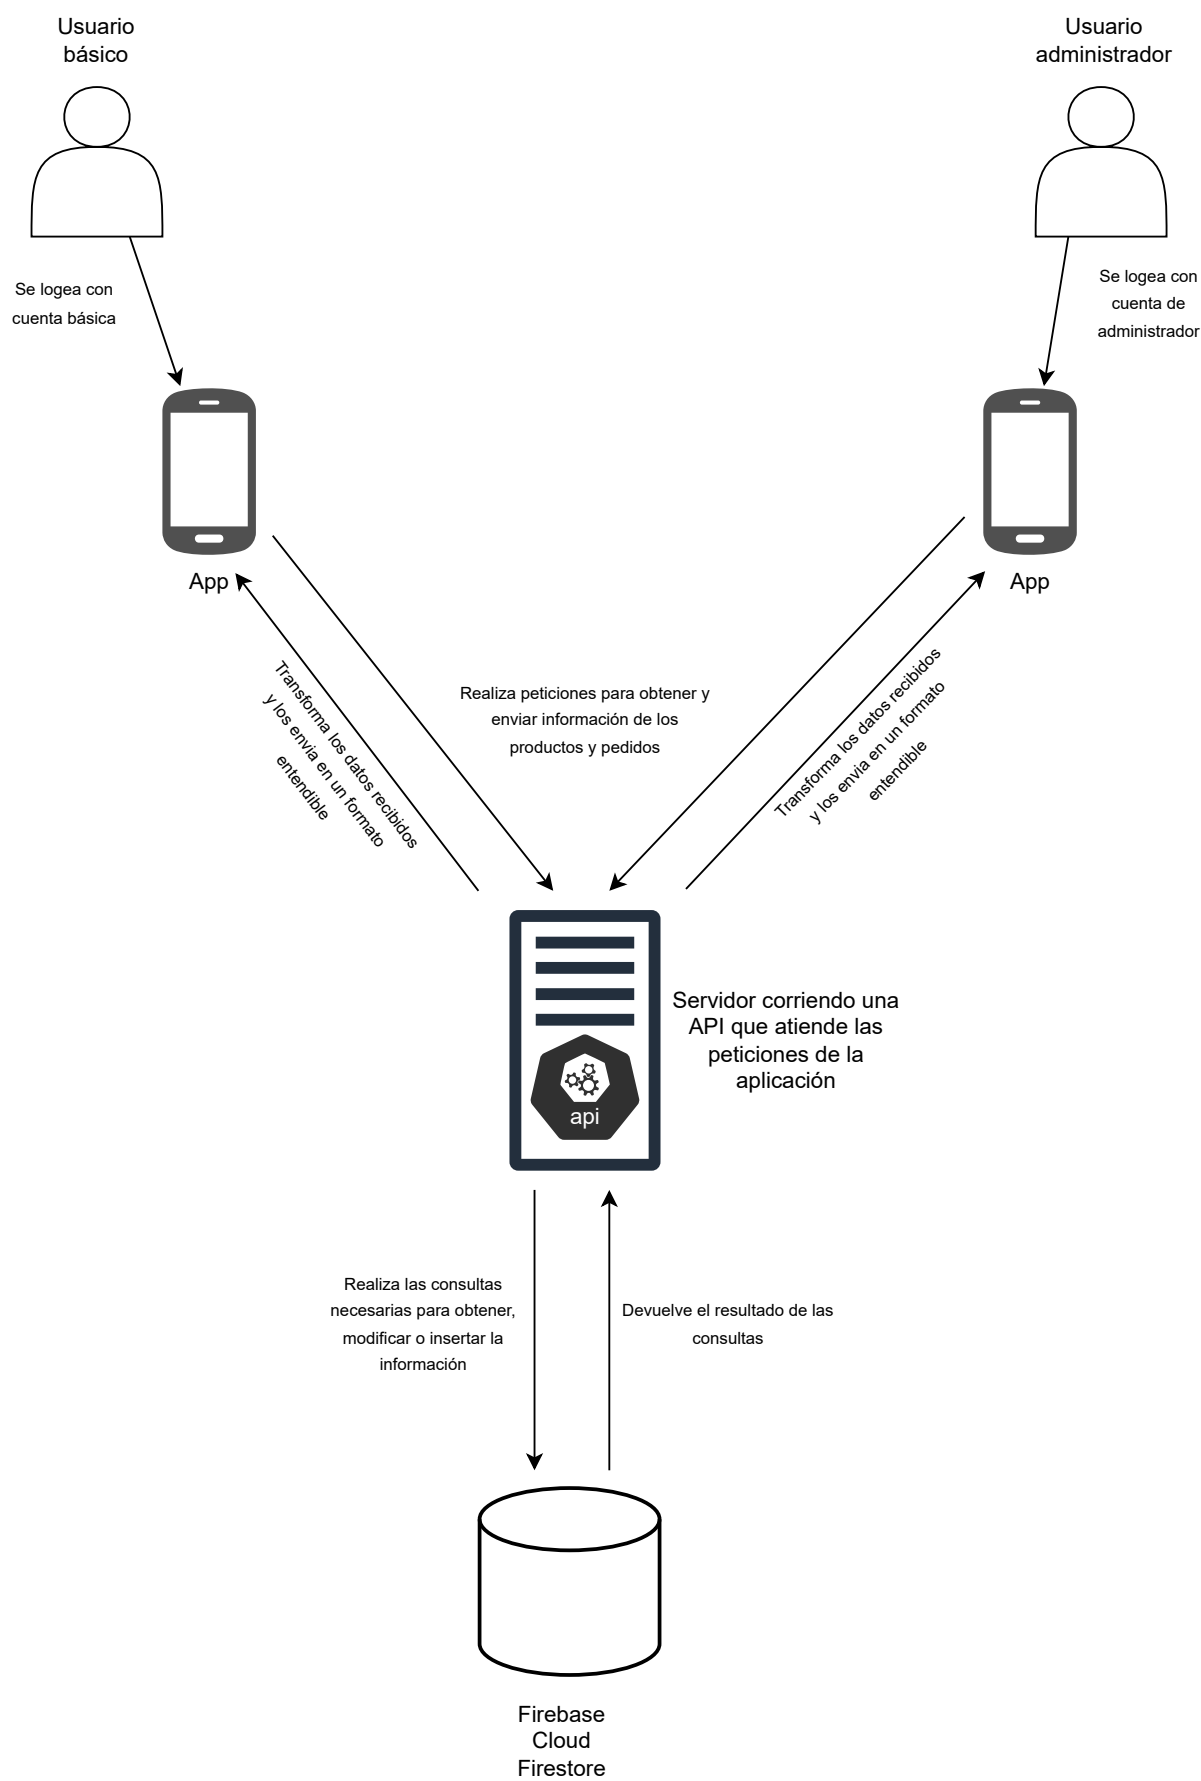 Usuario
básico
Usuario
administrador
Se logea con
cuenta básica
Se logea con
cuenta de
administrador
App
App
Transforma los datos recibidos
y los envia en un formato
entendible
Realiza peticiones para obtener y
enviar información de los
productos y pedidos
Transforma los datos recibidos
y los envia en un formato
entendible
Servidor corriendo una
API que atiende las
peticiones de la
aplicación
api
Realiza las consultas
necesarias para obtener,
modificar o insertar la
información
Devuelve el resultado de las
consultas
Firebase
Cloud
Firestore